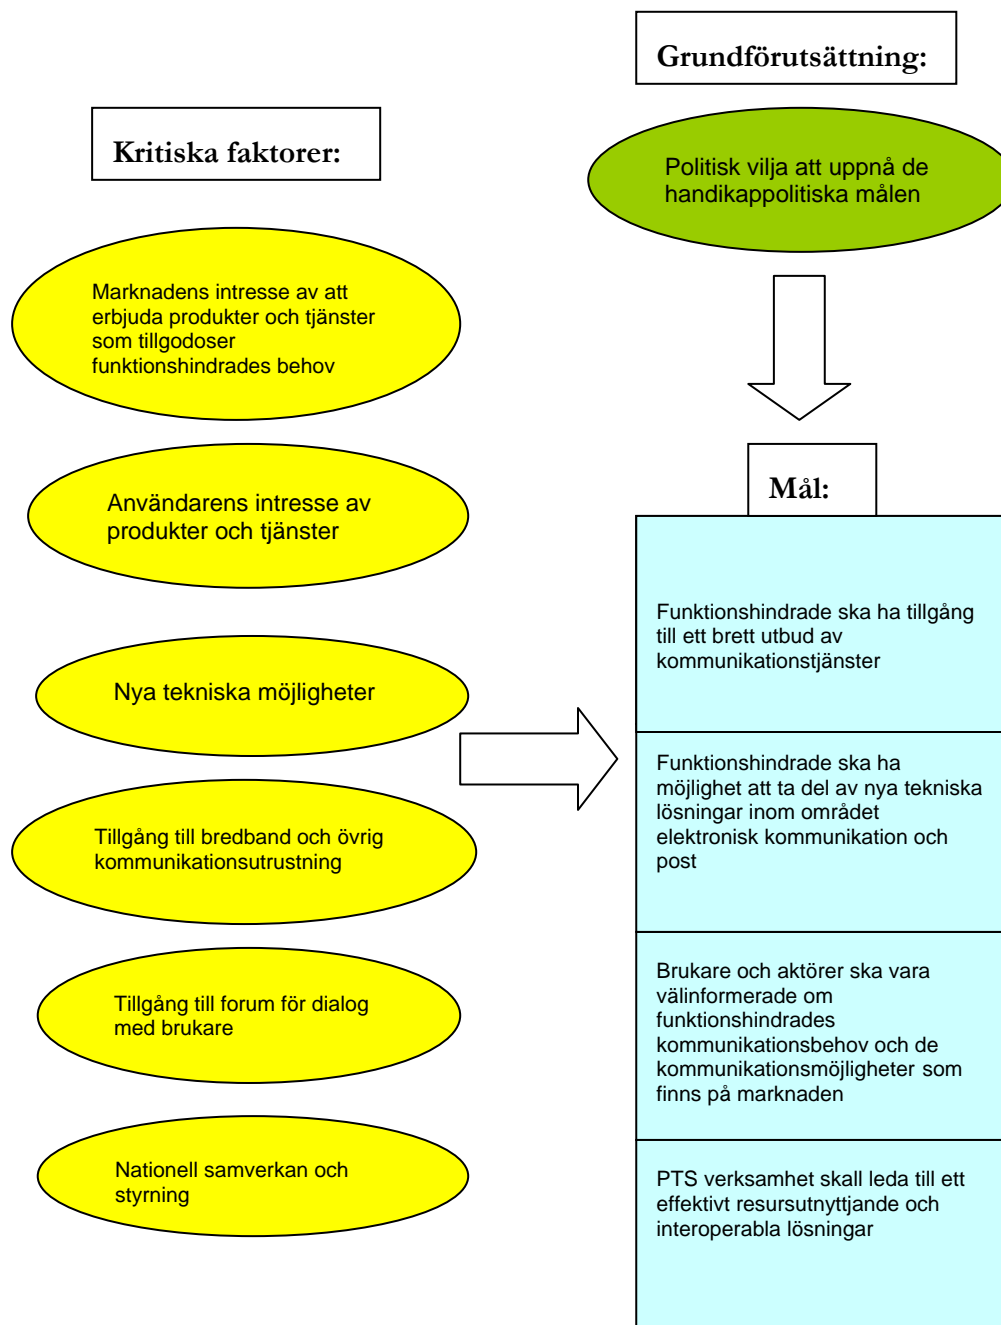 Grundförutsättning:
Politisk vilja att uppnå de
handikappolitiska målen
Kritiska faktorer:
Marknadens intresse av att
erbjuda produkter och tjänster
som tillgodoser
funktionshindrades behov
Användarens intresse av
produkter och tjänster
Nya tekniska möjligheter
Tillgång till bredband och övrig
kommunikationsutrustning
Tillgång till forum för dialog
med brukare
Nationell samverkan och
styrning
Mål:
Funktionshindrade ska ha tillgång
till ett brett utbud av
kommunikationstjänster
Funktionshindrade ska ha
möjlighet att ta del av nya tekniska
lösningar inom området
elektronisk kommunikation och
post
Brukare och aktörer ska vara
välinformerade om
funktionshindrades
kommunikationsbehov och de
kommunikationsmöjligheter som
finns på marknaden
PTS verksamhet skall leda till ett
effektivt resursutnyttjande och
interoperabla lösningar